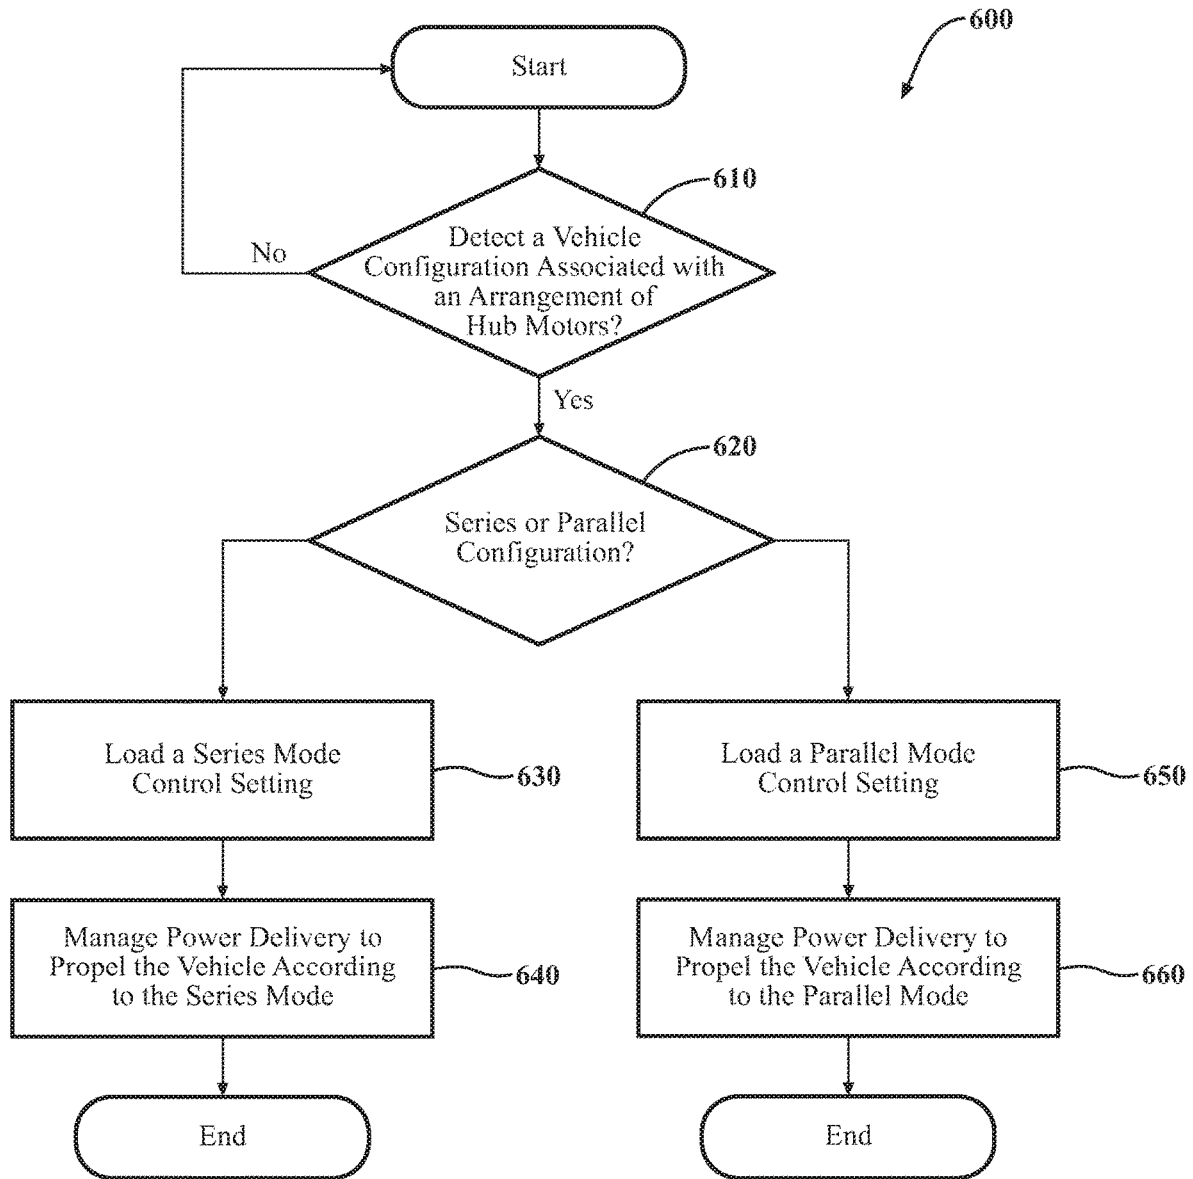 600
Start
610
Detect a Vehicle
Configuration Associated with
an Arrangement of
Hub Motors?
No
Yes
620
Series or Parallel
Configuration?
Load a Series Mode
Control Setting
630
Load a Parallel Mode
Control Setting
650
Manage Power Delivery to
Propel the Vehicle According
to the Series Mode
640
Manage Power Delivery to
Propel the Vehicle According
to the Parallel Mode
660
End
End